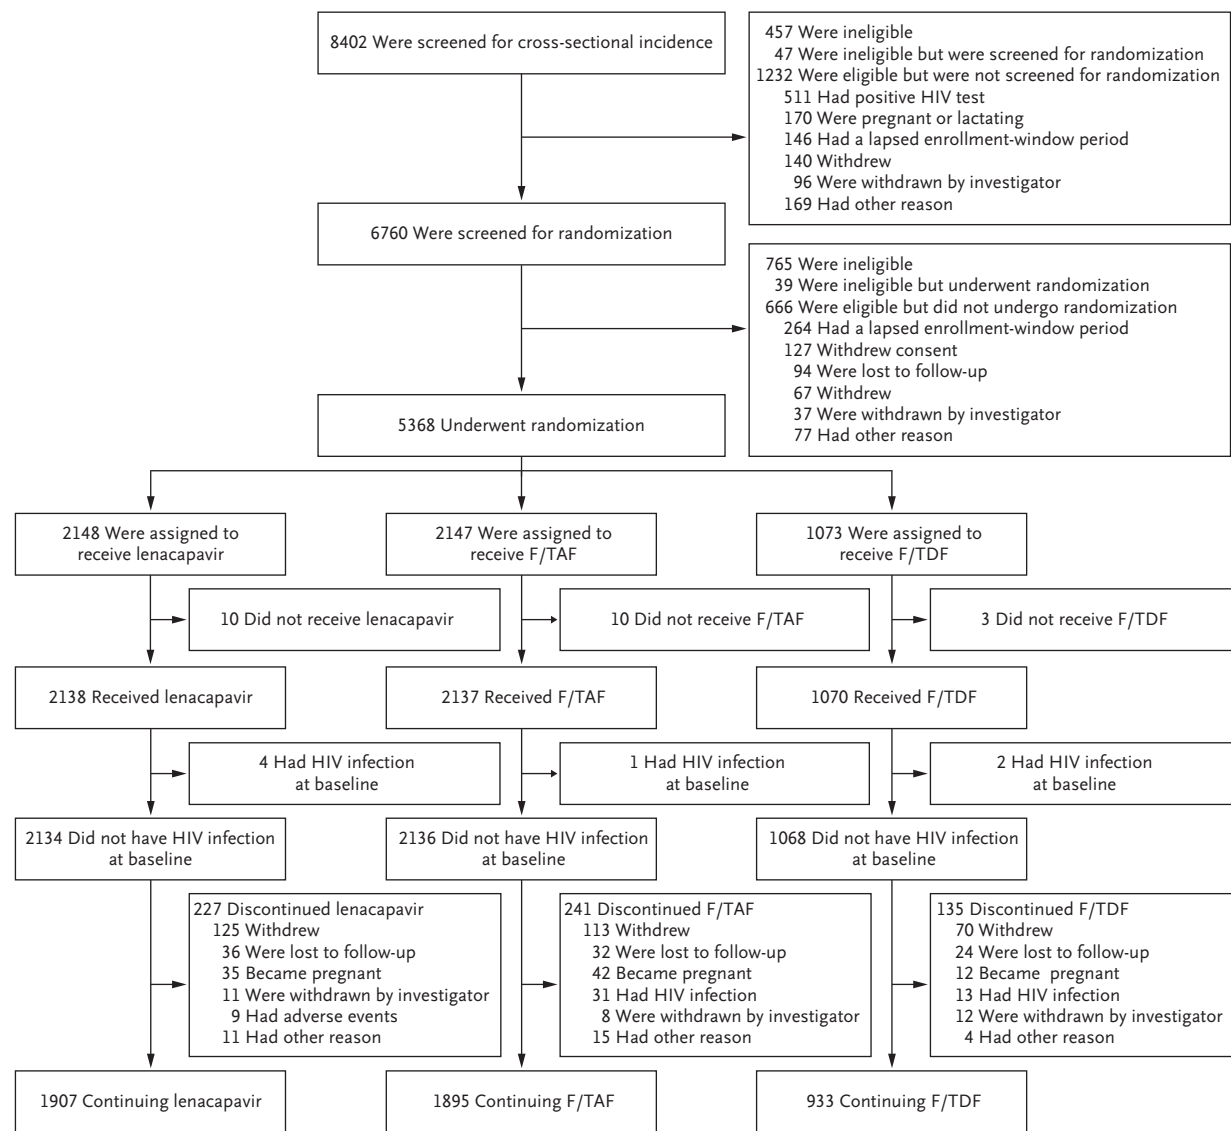 8402 Were screened for cross-sectional incidence
457 Were ineligible
47 Were ineligible but were screened for randomization
1232 Were eligible but were not screened for randomization
511 Had positive HIV test
170 Were pregnant or lactating
146 Had a lapsed enrollment-window period
140 Withdrew
96 Were withdrawn by investigator
169 Had other reason
6760 Were screened for randomization
765 Were ineligible
39 Were ineligible but underwent randomization
666 Were eligible but did not undergo randomization
264 Had a lapsed enrollment-window period
127 Withdrew consent
94 Were lost to follow-up
67 Withdrew
37 Were withdrawn by investigator
77 Had other reason
5368 Underwent randomization
2148 Were assigned to
receive lenacapavir
2147 Were assigned to
receive F/TAF
1073 Were assigned to
receive F/TDF
10 Did not receive lenacapavir
10 Did not receive F/TAF
3 Did not receive F/TDF
2138 Received lenacapavir
2137 Received F/TAF
1070 Received F/TDF
4 Had HIV infection
at baseline
1 Had HIV infection
at baseline
2 Had HIV infection
at baseline
2134 Did not have HIV infection
at baseline
2136 Did not have HIV infection
at baseline
1068 Did not have HIV infection
at baseline
227 Discontinued lenacapavir
125 Withdrew
36 Were lost to follow-up
35 Became pregnant
11 Were withdrawn by investigator
9 Had adverse events
11 Had other reason
241 Discontinued F/TAF
113 Withdrew
32 Were lost to follow-up
42 Became pregnant
31 Had HIV infection
8 Were withdrawn by investigator
15 Had other reason
135 Discontinued F/TDF
70 Withdrew
24 Were lost to follow-up
12 Became pregnant
13 Had HIV infection
12 Were withdrawn by investigator
4 Had other reason
1907 Continuing lenacapavir
1895 Continuing F/TAF
933 Continuing F/TDF